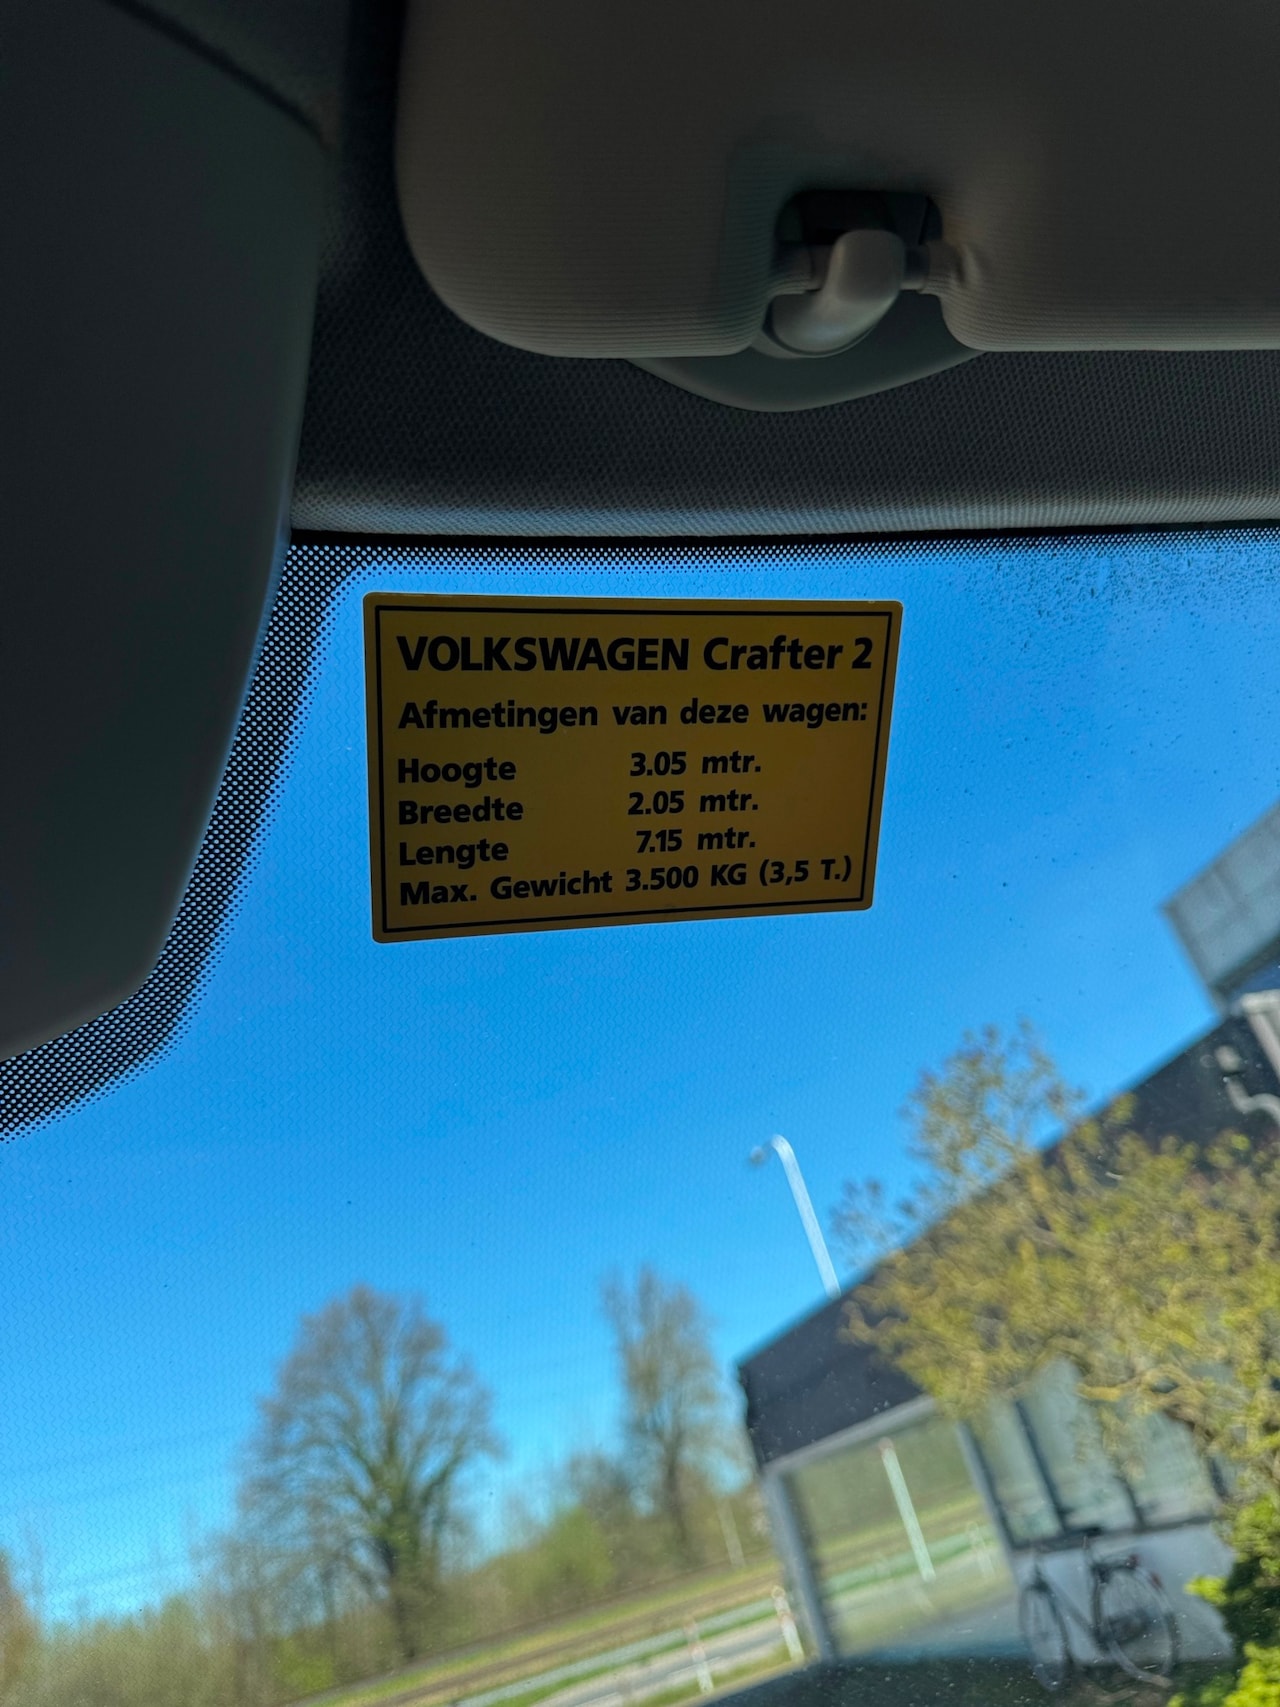 VOLKSWAGEN Crafter 2
Afmetingen van deze wagen:
Hoogte 3.05 mtr.
Breedte 2.05 mtr.
Lengte 7.15 mtr.
Max. Gewicht 3.500 KG (3,5 T.)